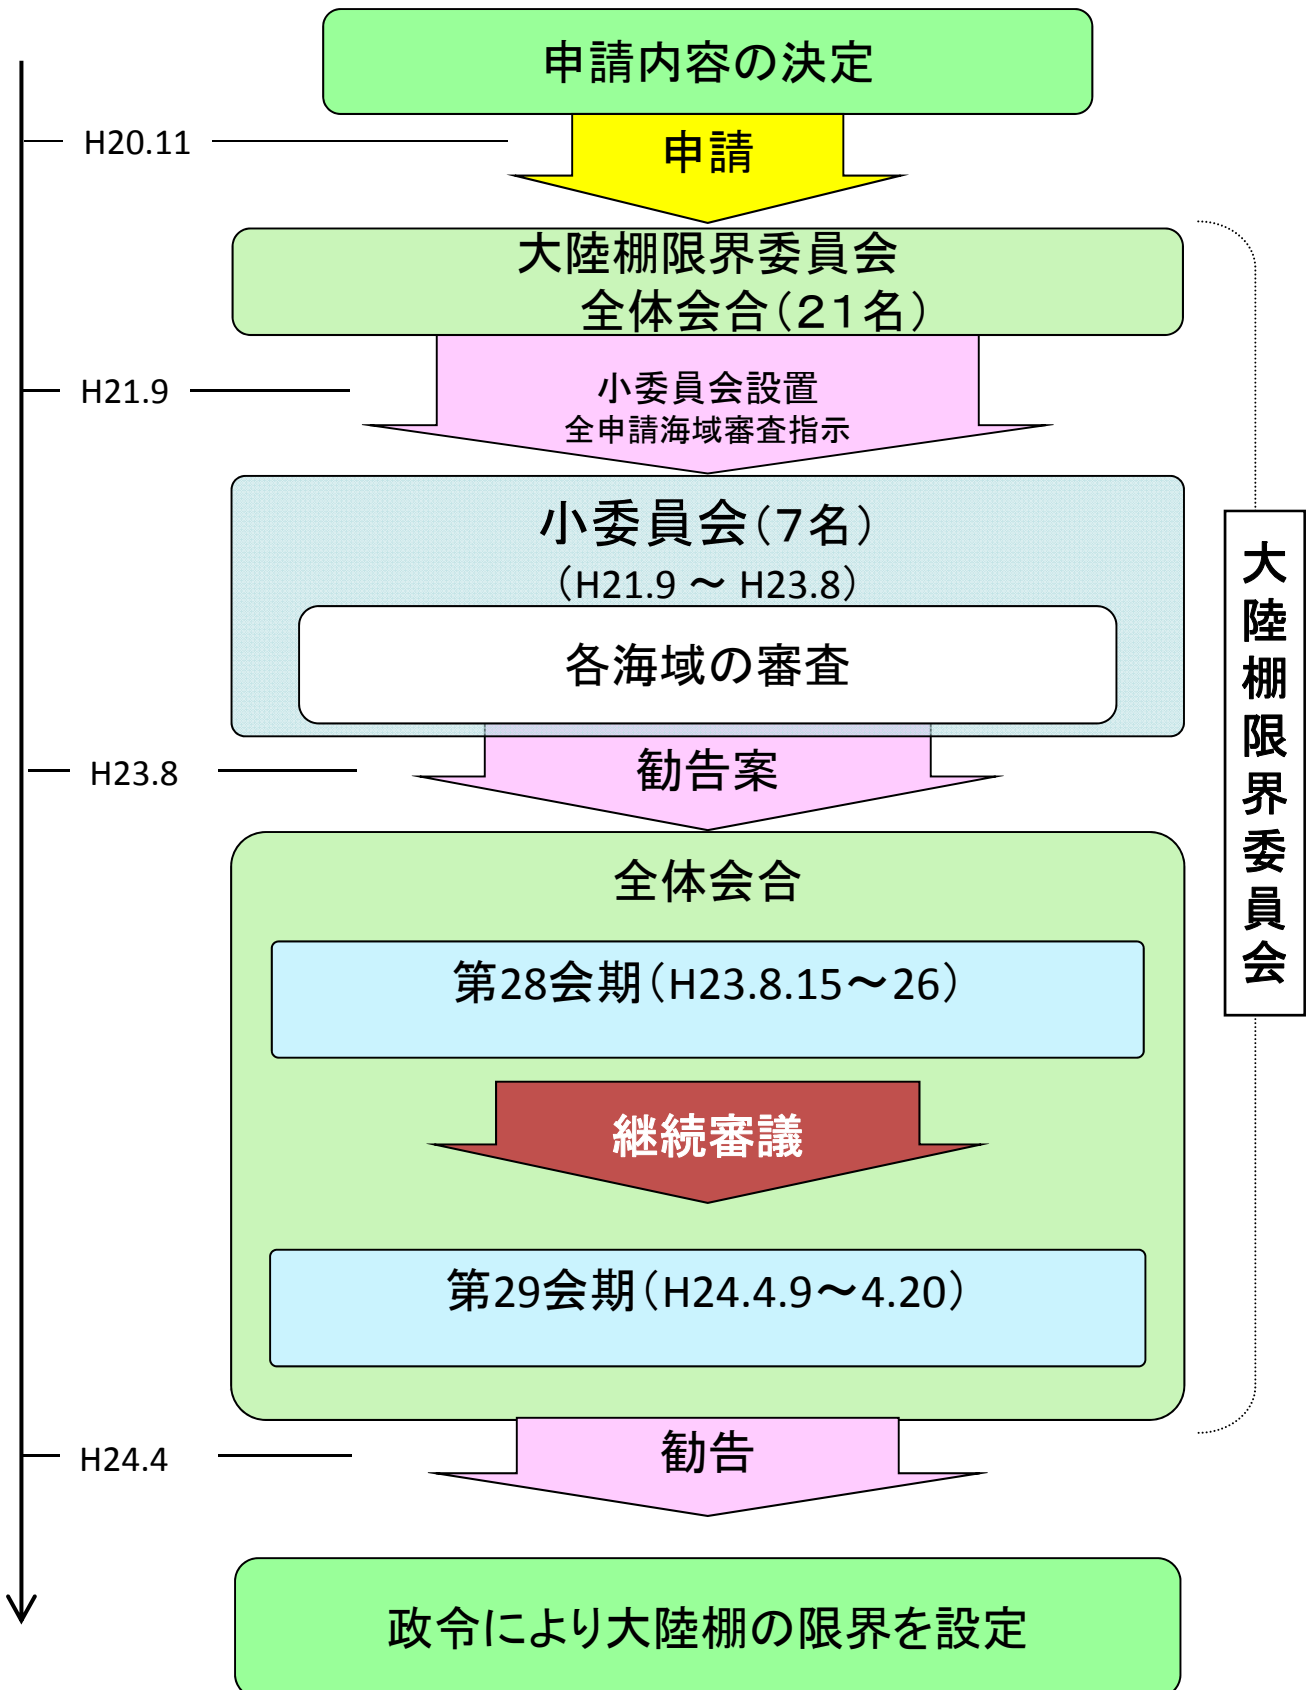 申請内容の決定
H20.11
申請
大陸棚限界委員会
全体会合(21名)
H21.9
小委員会設置
全申請海域審査指示
小委員会(7名)
(H21.9 ～ H23.8)
各海域の審査
H23.8
勧告案
全体会合
第28会期(H23.8.15～26)
継続審議
第29会期(H24.4.9～4.20)
H24.4
勧告
政令により大陸棚の限界を設定
大陸棚限界委員会